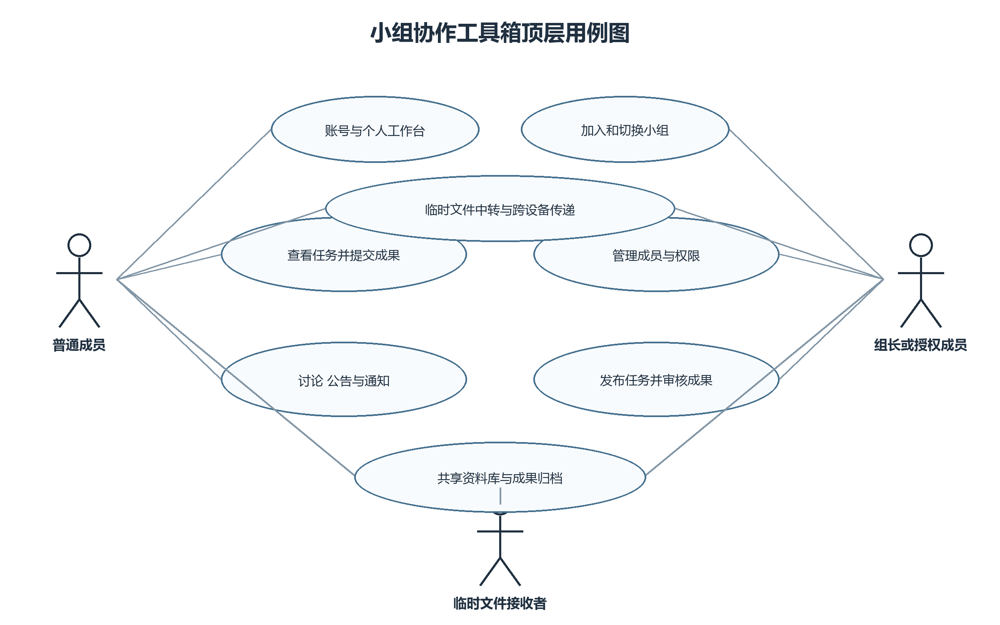 小组协作工具箱顶层用例图
账号与个人工作台
加入和切换小组
临时文件中转与跨设备传递
查看任务并提交成果
管理成员与权限
普通成员
组长或授权成员
讨论 公告与通知
发布任务并审核成果
共享资料库与成果归档
临时文件接收者